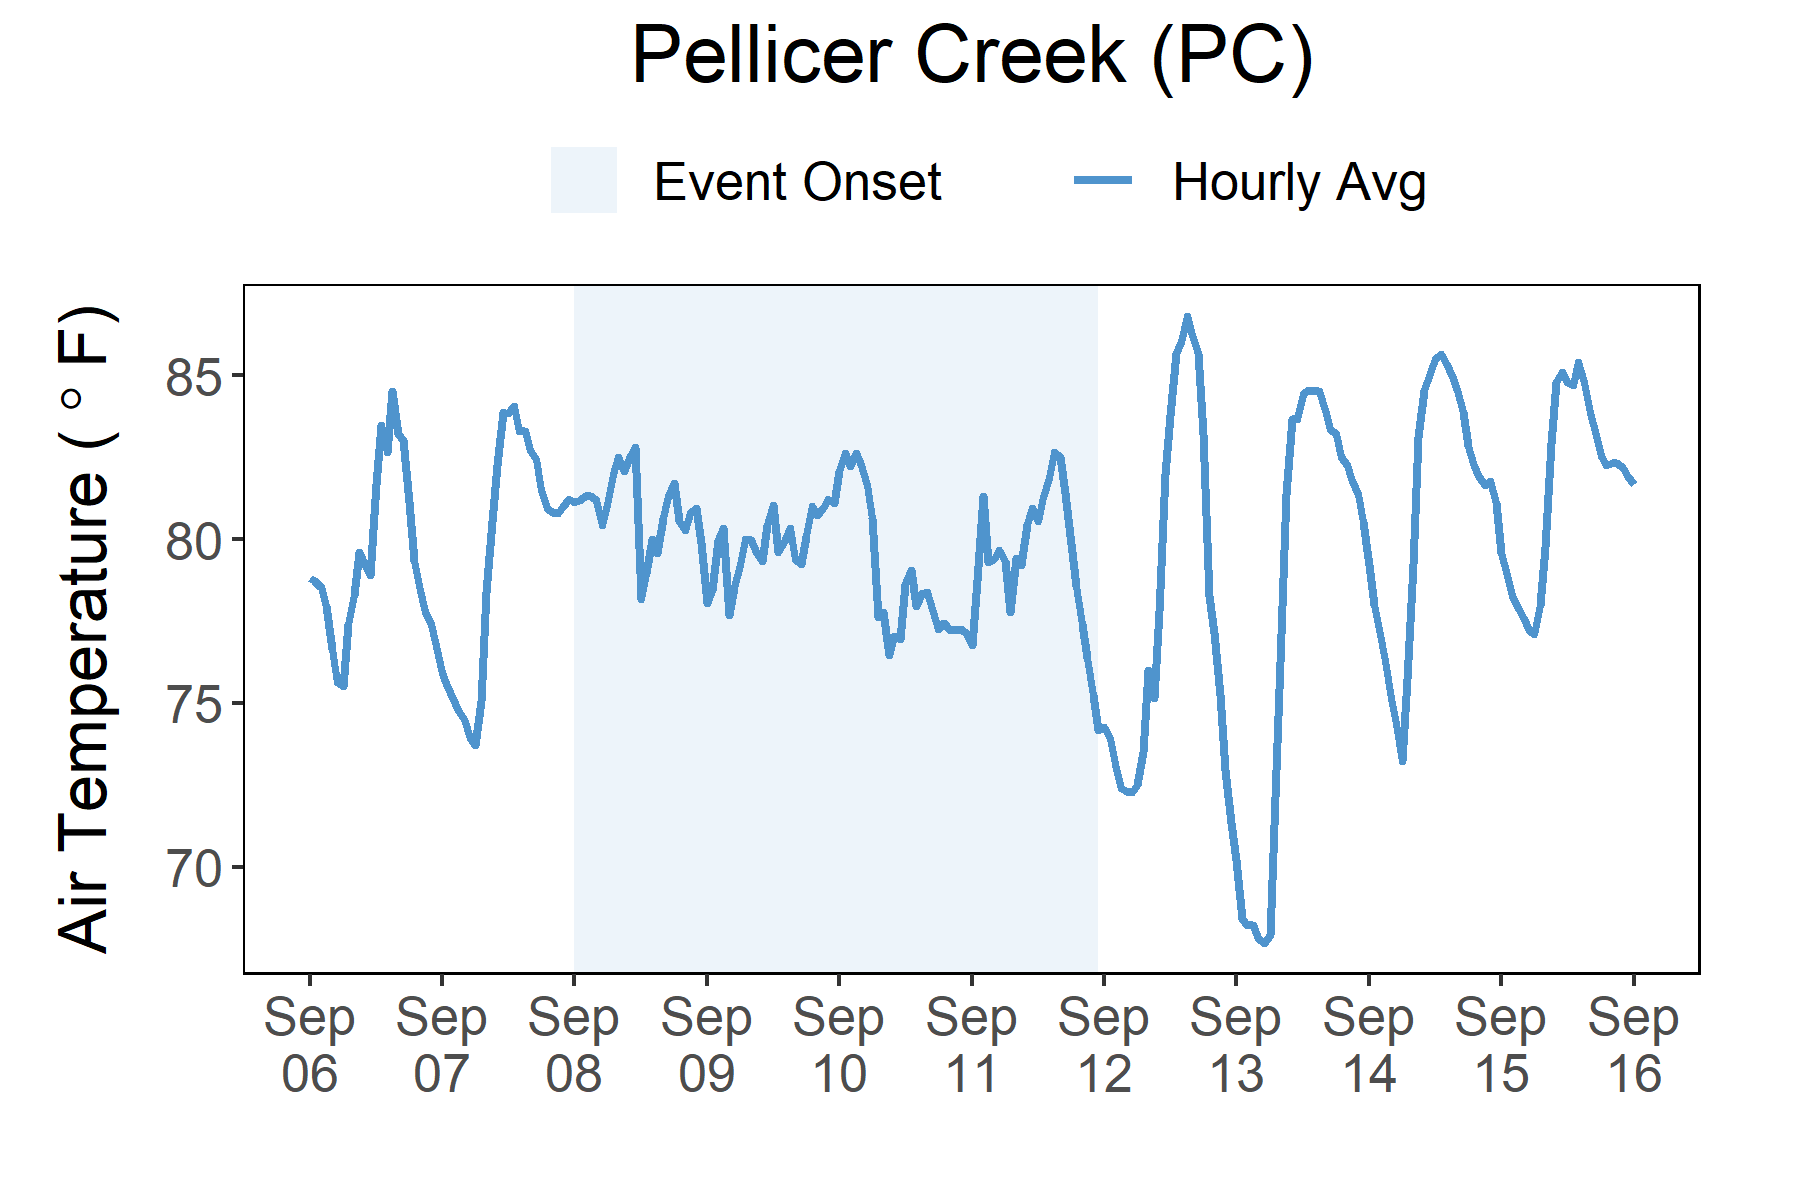 Pellicer Creek (PC)
Event Onset
Hourly Avg
Air Temperature ( ° F)
85
80
75
70
Sep 06
Sep 07
Sep 08
Sep 09
Sep 10
Sep 11
Sep 12
Sep 13
Sep 14
Sep 15
Sep 16